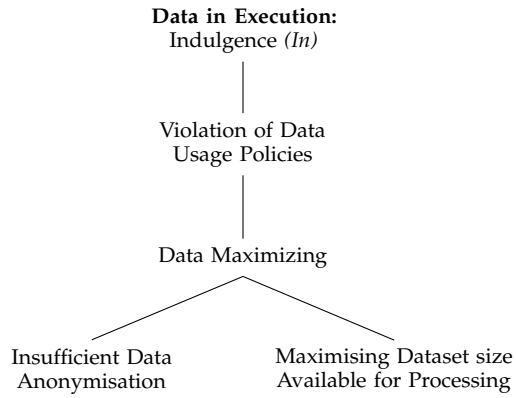 Data in Execution:
Indulgence (In)
Violation of Data
Usage Policies
Data Maximizing
Insufficient Data
Anonymisation
Maximising Dataset size
Available for Processing